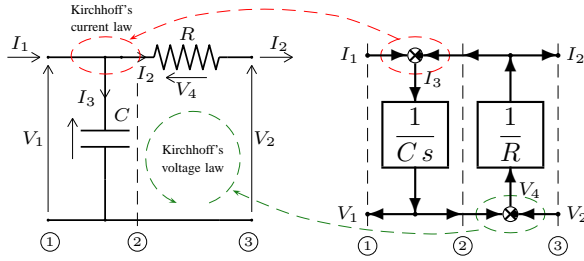 Kirchhoff's
current law
I1
R
I2
I2
V4
I3
C
V1
Kirchhoff's
voltage law
V2
1 2 3
I1
I3
I2
1
C s
1
R
V4
V1
V2
1 2 3